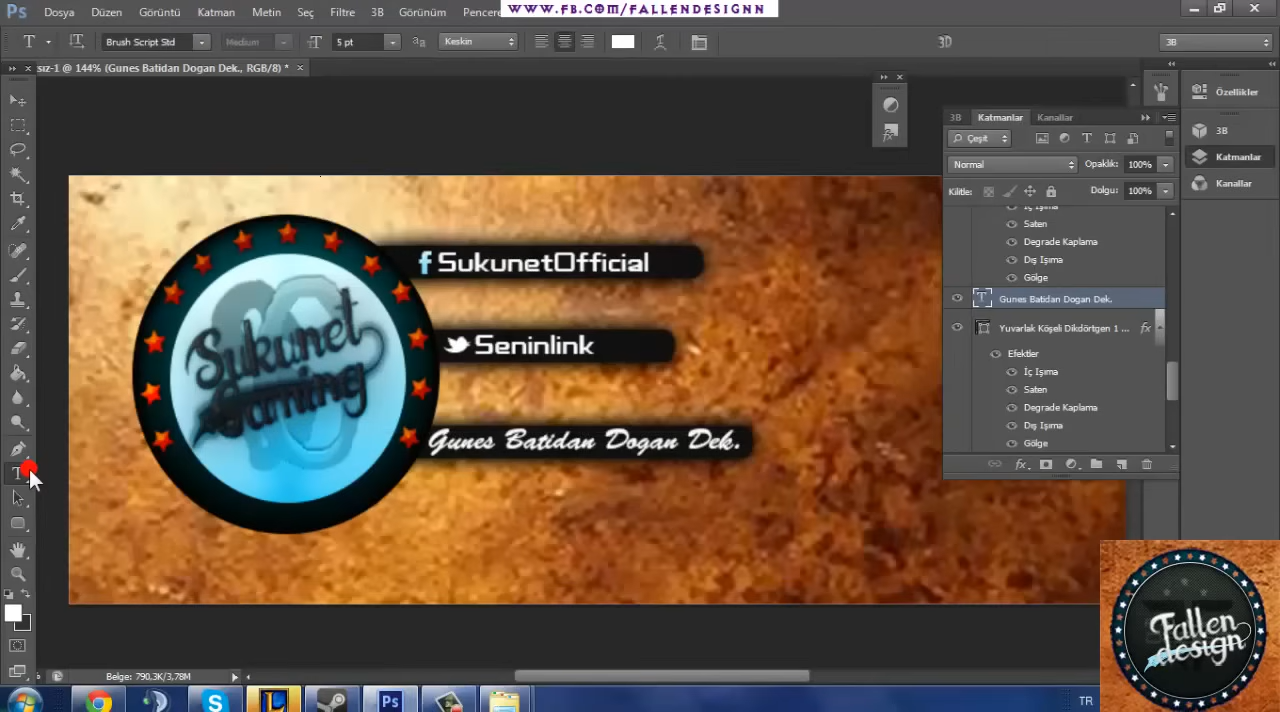 Ps Dosya Düzen Görüntü Katman Metin Seç Filtre 3B Görünüm Pencere
WWW.FB.COM/FALLENDESIGNN
T Brush Script Std Medium 5 pt aa Keskin 3D 3B
sız-1 @ 144% (Gunes Batidan Dogan Dek., RGB/8) * ×
Özellikler
3B
Katmanlar
Kanallar
3B Katmanlar Kanallar
Çeşit
Normal Opaklık: 100%
Kilitle: Dolgu: 100%
İç Işıma
Saten
Degrade Kaplama
Dış Işıma
Gölge
Gunes Batidan Dogan Dek.
Yuvarlak Köşeli Dikdörtgen 1 ... fx
Efektler
İç Işıma
Saten
Degrade Kaplama
Dış Işıma
Gölge
f SukunetOfficial
Seninlink
Gunes Batidan Dogan Dek.
Sukunet
Gaming
Fallen
design
Belge: 790,3K/3,78M
TR